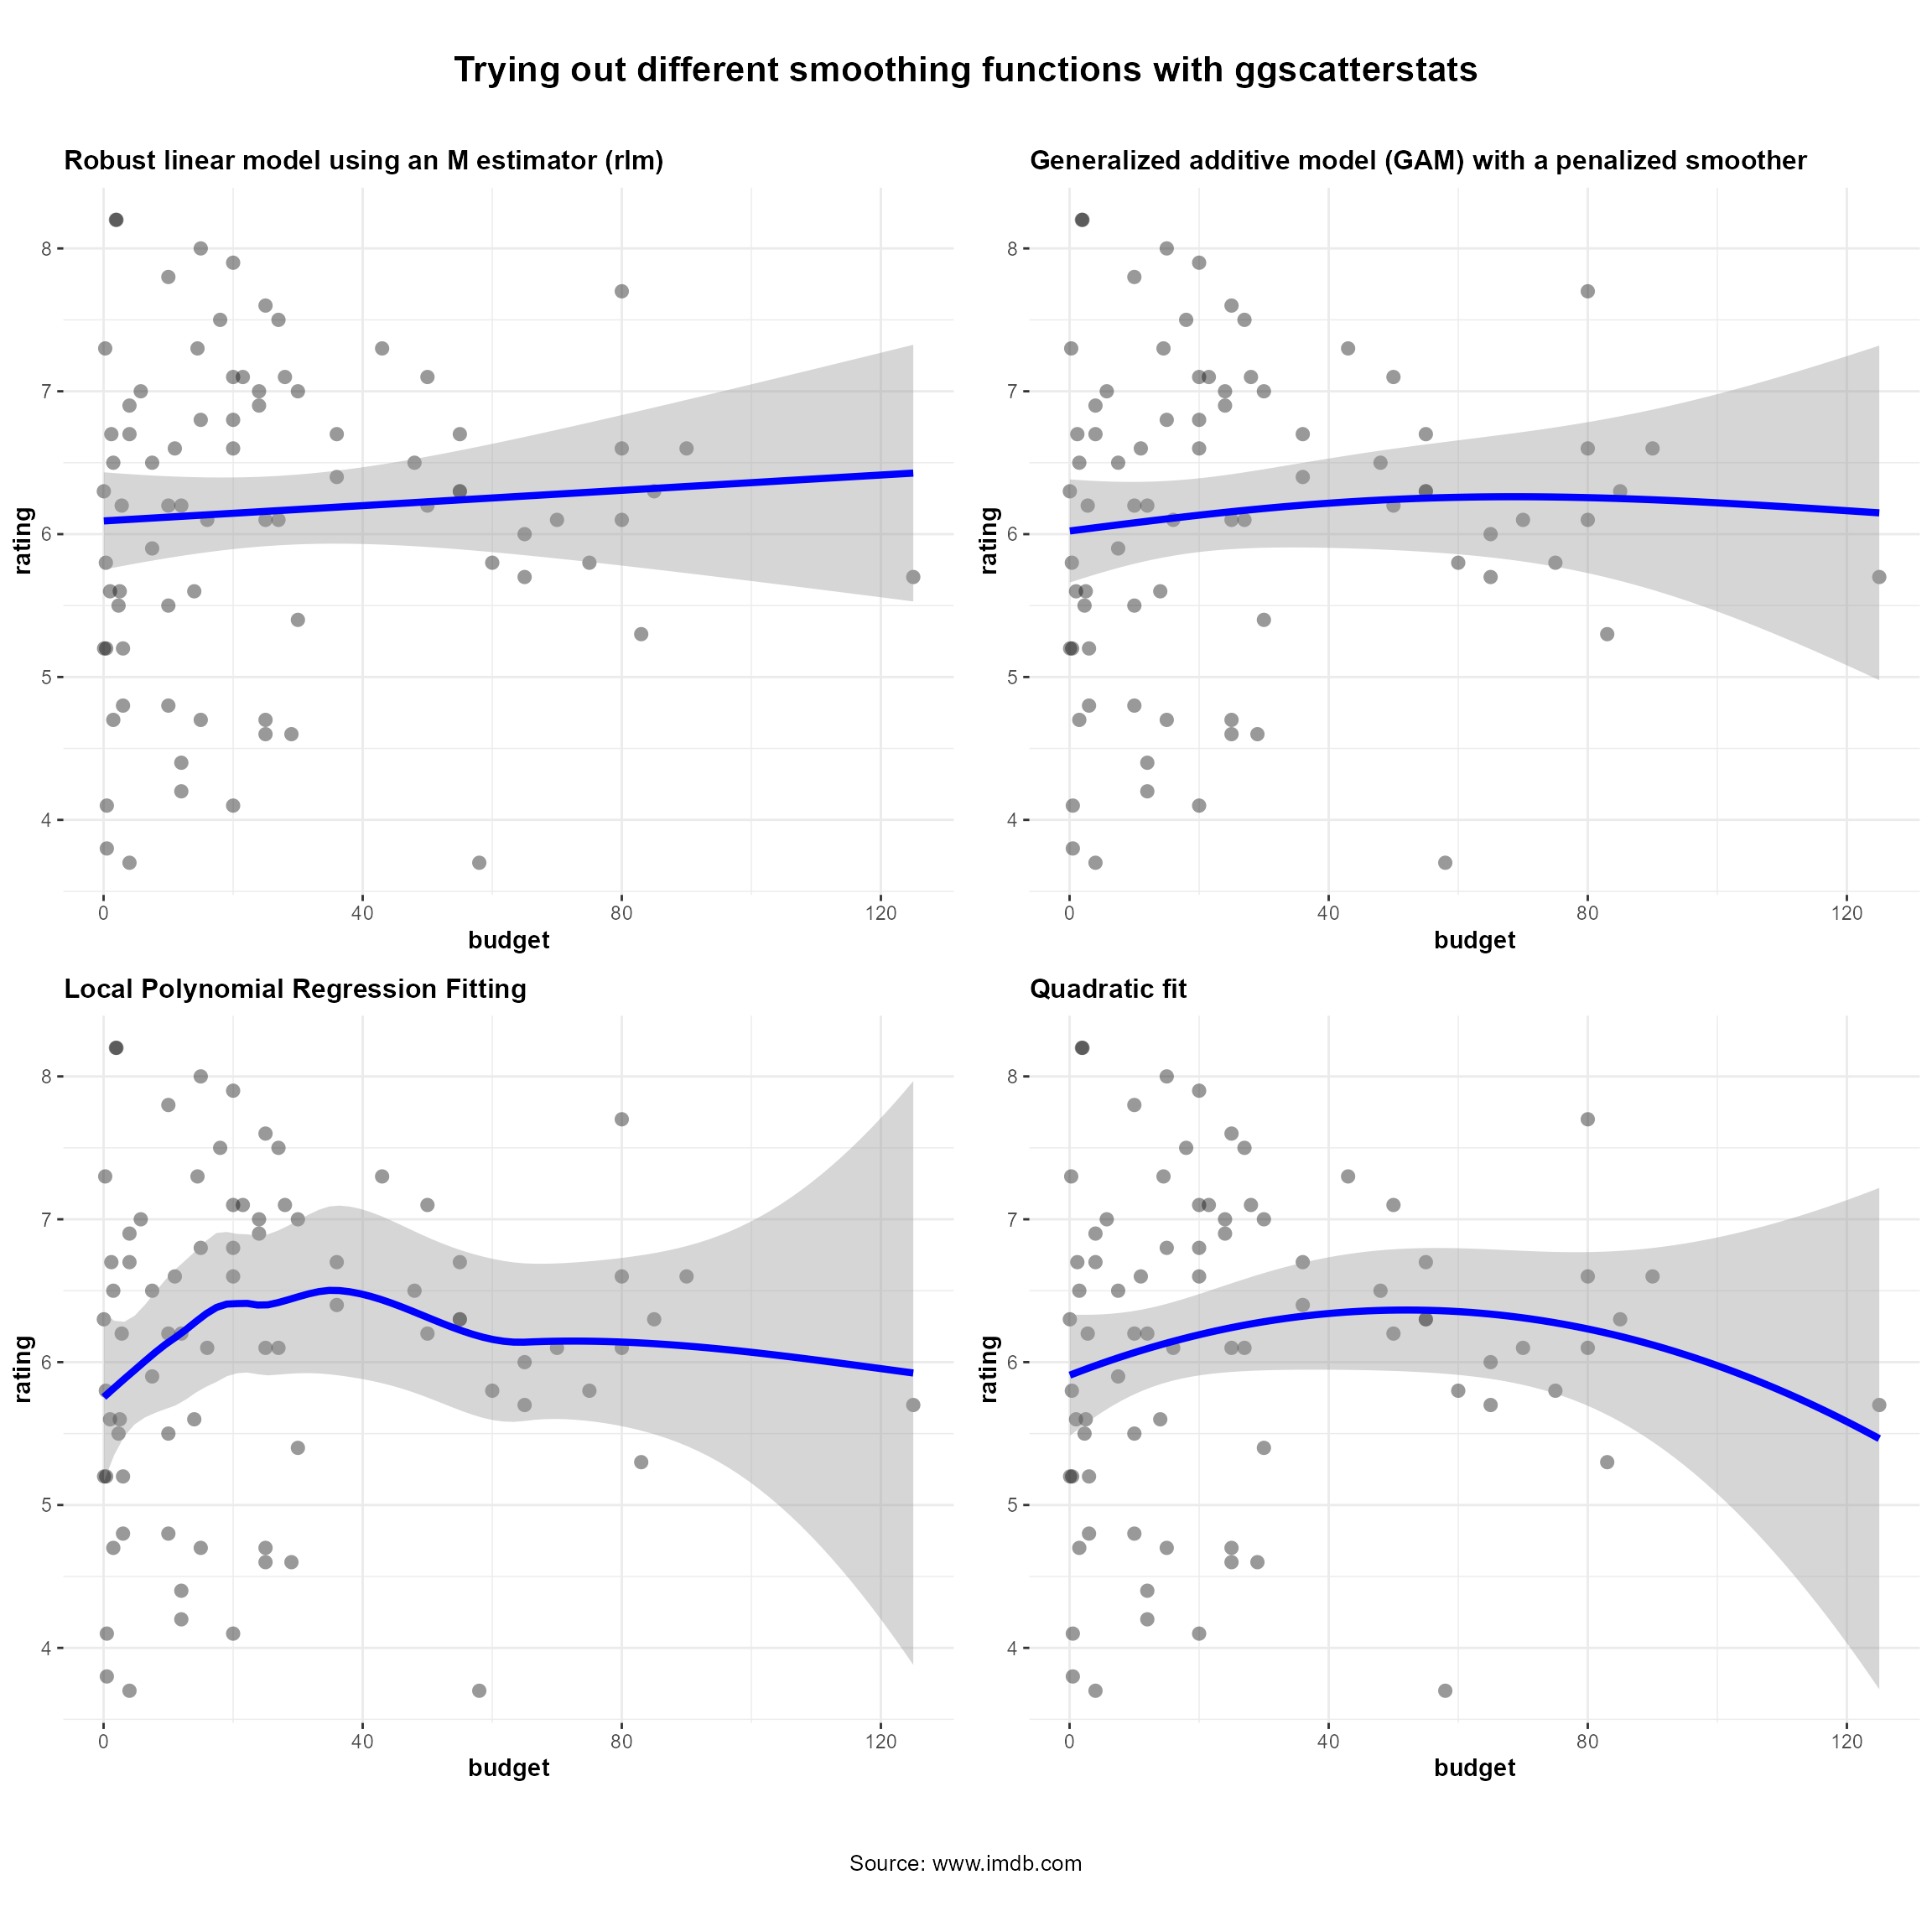 Trying out different smoothing functions with ggscatterstats
Robust linear model using an M estimator (rlm)
8
7
6
5
4
rating
0 40 80 120
budget
Generalized additive model (GAM) with a penalized smoother
8
7
6
5
4
rating
0 40 80 120
budget
Local Polynomial Regression Fitting
8
7
6
5
4
rating
0 40 80 120
budget
Quadratic fit
8
7
6
5
4
rating
0 40 80 120
budget
Source: www.imdb.com